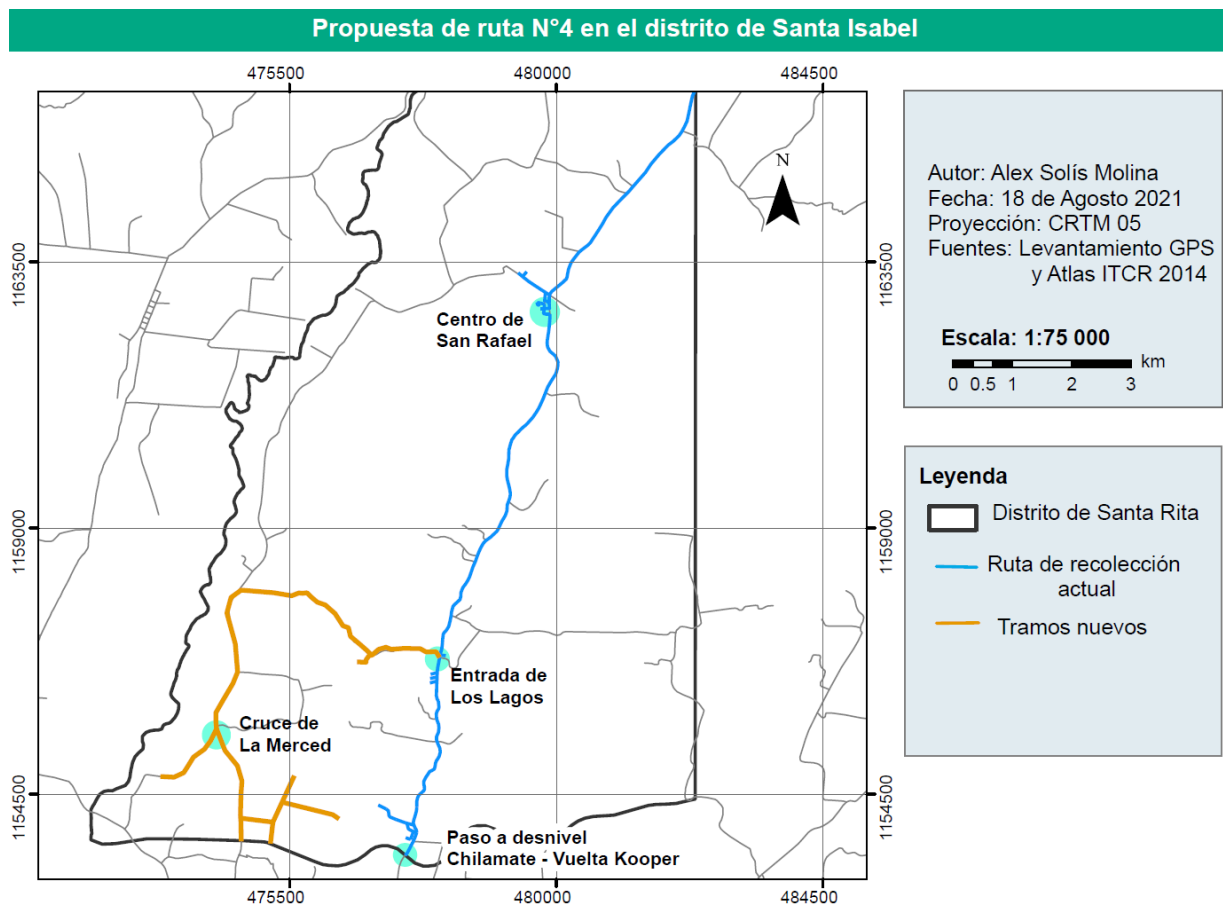 Propuesta de ruta N°4 en el distrito de Santa Isabel
475500
480000
484500
1163500
1159000
1154500
N
Centro de
San Rafael
Entrada de
Los Lagos
Cruce de
La Merced
Paso a desnivel
Chilamate - Vuelta Kooper
1163500
1159000
1154500
475500
480000
484500
Autor: Alex Solís Molina
Fecha: 18 de Agosto 2021
Proyección: CRTM 05
Fuentes: Levantamiento GPS
y Atlas ITCR 2014
Escala: 1:75 000
km
0 0.5 1 2 3
Leyenda
Distrito de Santa Rita
Ruta de recolección
actual
Tramos nuevos